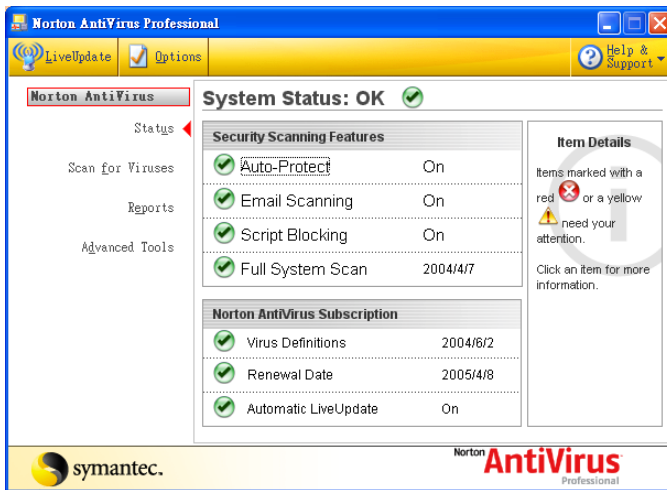 Norton AntiVirus Professional
LiveUpdate
Options
Help &
Support
Norton AntiVirus
Status
Scan for Viruses
Reports
Advanced Tools
System Status: OK
Security Scanning Features
Auto-Protect On
Email Scanning On
Script Blocking On
Full System Scan 2004/4/7
Norton AntiVirus Subscription
Virus Definitions 2004/6/2
Renewal Date 2005/4/8
Automatic LiveUpdate On
Item Details
Items marked with a
red or a yellow
need your
attention.
Click an item for more
information.
symantec.
Norton AntiVirus
Professional